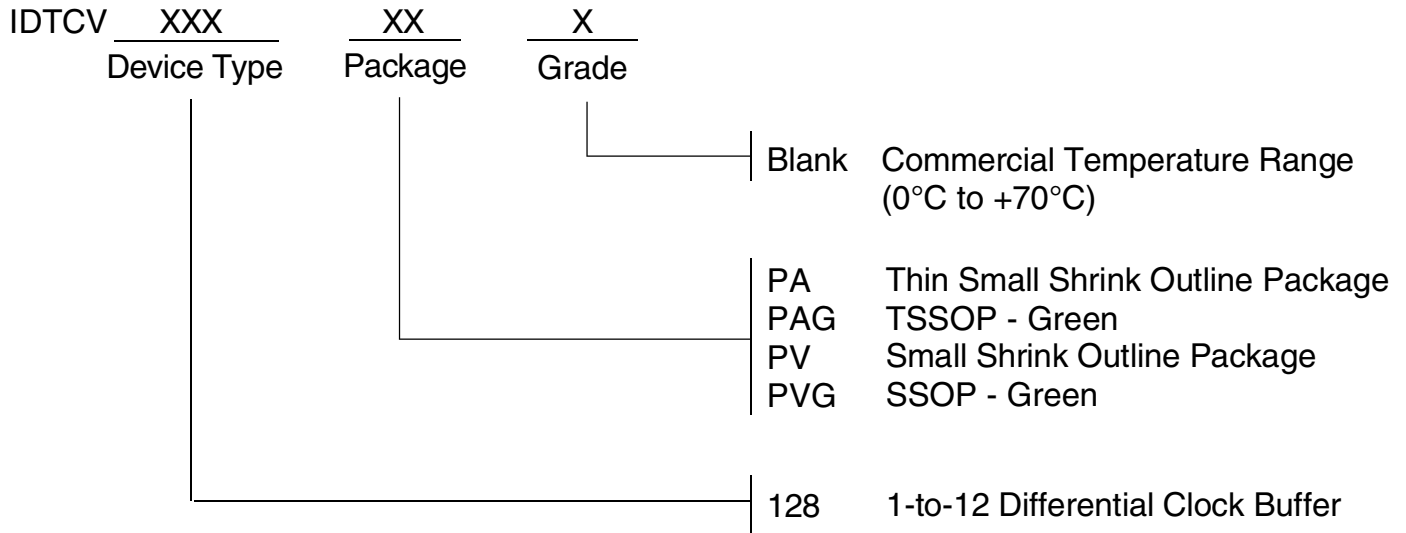 IDTCV XXX XX X
Device Type Package Grade
Blank Commercial Temperature Range
(0°C to +70°C)
PA Thin Small Shrink Outline Package
PAG TSSOP - Green
PV Small Shrink Outline Package
PVG SSOP - Green
128 1-to-12 Differential Clock Buffer